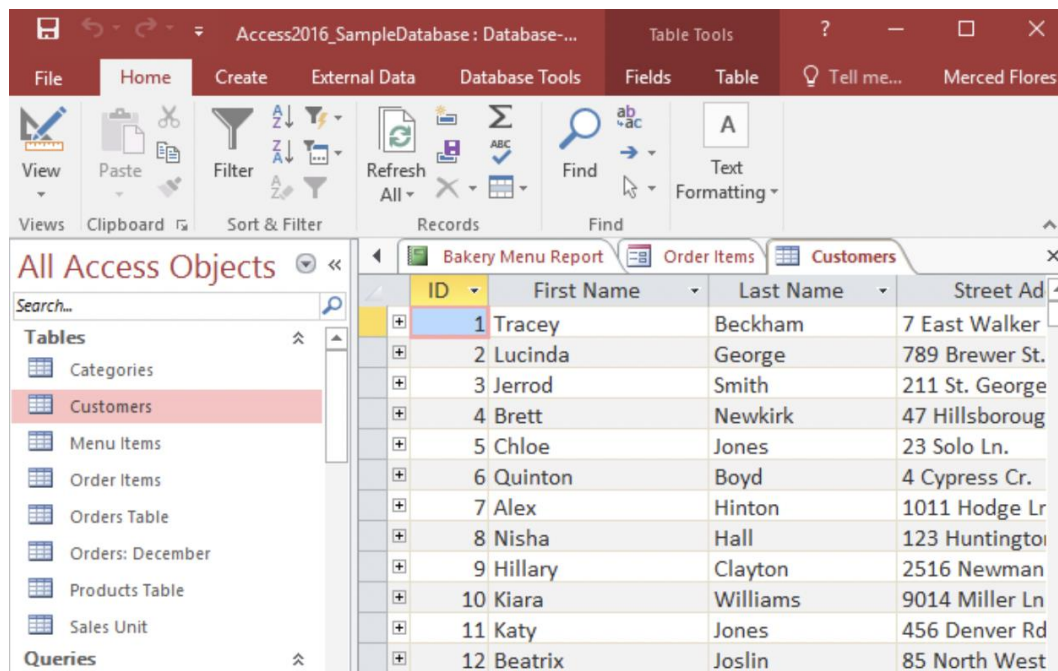 Access2016_SampleDatabase : Database-... Table Tools ?
File Home Create External Data Database Tools Fields Table Tell me... Merced Flores
View Paste Filter Refresh All Find Text Formatting
ab ac A
ABC
Views Clipboard Sort & Filter Records Find
All Access Objects
Search...
Tables
Categories
Customers
Menu Items
Order Items
Orders Table
Orders: December
Products Table
Sales Unit
Queries
Bakery Menu Report Order Items Customers
ID First Name Last Name Street Ad
1 Tracey Beckham 7 East Walker
2 Lucinda George 789 Brewer St.
3 Jerrod Smith 211 St. George
4 Brett Newkirk 47 Hillsboroug
5 Chloe Jones 23 Solo Ln.
6 Quinton Boyd 4 Cypress Cr.
7 Alex Hinton 1011 Hodge Ln
8 Nisha Hall 123 Huntington
9 Hillary Clayton 2516 Newman
10 Kiara Williams 9014 Miller Ln
11 Katy Jones 456 Denver Rd
12 Beatrix Joslin 85 North West